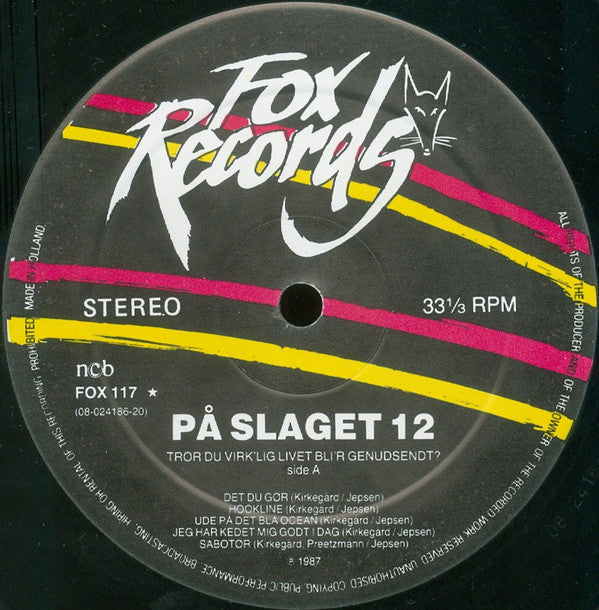 Fox
Records
STEREO
33 1/3 RPM
ncb
FOX 117 ★
(08-024186-20)
PÅ SLAGET 12
TROR DU VIRK'LIG LIVET BLI'R GENUDSENDT?
side A
DET DU GØR (Kirkegård / Jepsen)
HOOKLINE (Kirkegård / Jepsen)
UDE PÅ DET BLÅ OCEAN (Kirkegård / Jepsen)
JEG HAR KEDET MIG GODT I DAG (Kirkegård / Jepsen)
SABOTØR (Kirkegård, Preetzmann / Jepsen)
℗ 1987
ALL RIGHTS OF THE PRODUCER AND OF THE OWNER OF THE RECORDED WORK RESERVED. UNAUTHORISED COPYING, PUBLIC PERFORMANCE, BROADCASTING, HIRING OR RENTAL OF THIS RECORDING PROHIBITED. MADE IN HOLLAND.